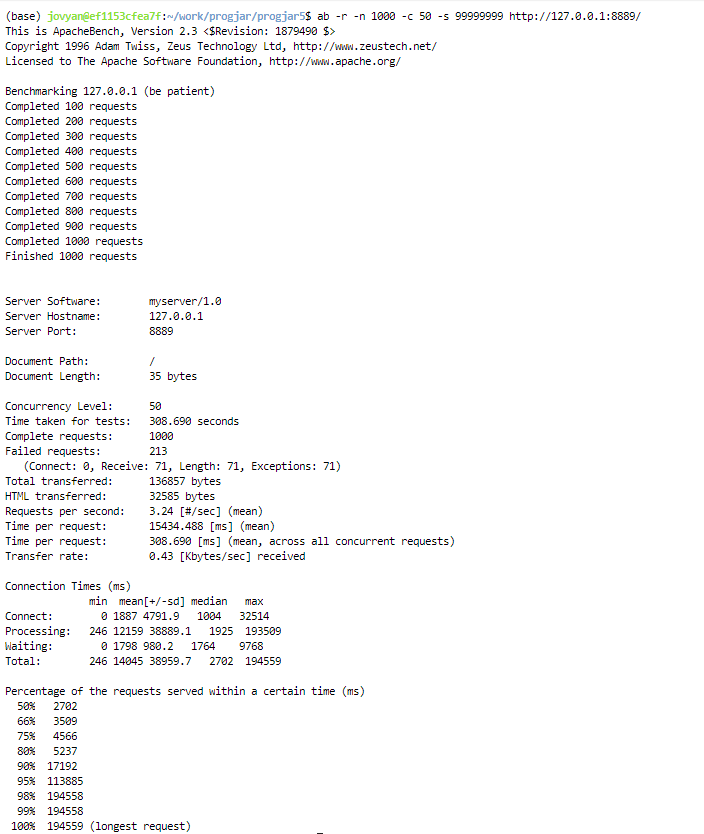 (base) jovyan@ef1153cfea7f:~/work/progjar/progjar5$ ab -r -n 1000 -c 50 -s 99999999 http://127.0.0.1:8889/
This is ApacheBench, Version 2.3 <$Revision: 1879490 $>
Copyright 1996 Adam Twiss, Zeus Technology Ltd, http://www.zeustech.net/
Licensed to The Apache Software Foundation, http://www.apache.org/

Benchmarking 127.0.0.1 (be patient)
Completed 100 requests
Completed 200 requests
Completed 300 requests
Completed 400 requests
Completed 500 requests
Completed 600 requests
Completed 700 requests
Completed 800 requests
Completed 900 requests
Completed 1000 requests
Finished 1000 requests

Server Software:        myserver/1.0
Server Hostname:        127.0.0.1
Server Port:            8889

Document Path:          /
Document Length:        35 bytes

Concurrency Level:      50
Time taken for tests:   308.690 seconds
Complete requests:      1000
Failed requests:        213
   (Connect: 0, Receive: 71, Length: 71, Exceptions: 71)
Total transferred:      136857 bytes
HTML transferred:       32585 bytes
Requests per second:    3.24 [#/sec] (mean)
Time per request:       15434.488 [ms] (mean)
Time per request:       308.690 [ms] (mean, across all concurrent requests)
Transfer rate:          0.43 [Kbytes/sec] received

Connection Times (ms)
              min  mean[+/-sd] median   max
Connect:        0 1887 4791.9   1004   32514
Processing:   246 12159 38889.1   1925  193509
Waiting:        0 1798 980.2   1764    9768
Total:        246 14045 38959.7   2702  194559

Percentage of the requests served within a certain time (ms)
  50%   2702
  66%   3509
  75%   4566
  80%   5237
  90%  17192
  95%  113885
  98%  194558
  99%  194558
 100%  194559 (longest request)